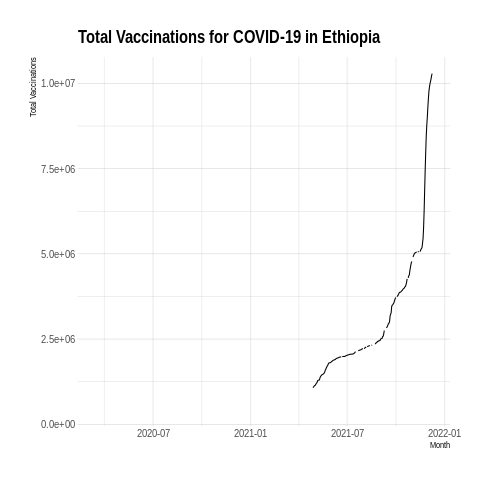 Total Vaccinations for COVID-19 in Ethiopia
Total Vaccinations
1.0e+07
7.5e+06
5.0e+06
2.5e+06
0.0e+00
2020-07
2021-01
2021-07
2022-01
Month